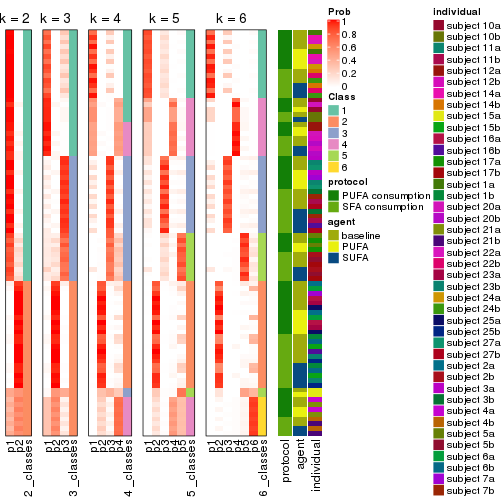 k = 2
k = 3
k = 4
k = 5
k = 6
p1
p2
2_classes
p1
p2
p3
3_classes
p1
p2
p3
p4
4_classes
p1
p2
p3
p4
p5
5_classes
p1
p2
p3
p4
p5
p6
6_classes
protocol
agent
individual
Prob
1
0.8
0.6
0.4
0.2
0
Class
1
2
3
4
5
6
protocol
PUFA consumption
SFA consumption
agent
baseline
PUFA
SUFA
individual
subject 10a
subject 10b
subject 11a
subject 11b
subject 12a
subject 12b
subject 14a
subject 14b
subject 15a
subject 15b
subject 16a
subject 16b
subject 17a
subject 17b
subject 1a
subject 1b
subject 20a
subject 20b
subject 21a
subject 21b
subject 22a
subject 22b
subject 23a
subject 23b
subject 24a
subject 24b
subject 25a
subject 25b
subject 27a
subject 27b
subject 2a
subject 2b
subject 3a
subject 3b
subject 4a
subject 4b
subject 5a
subject 5b
subject 6a
subject 6b
subject 7a
subject 7b